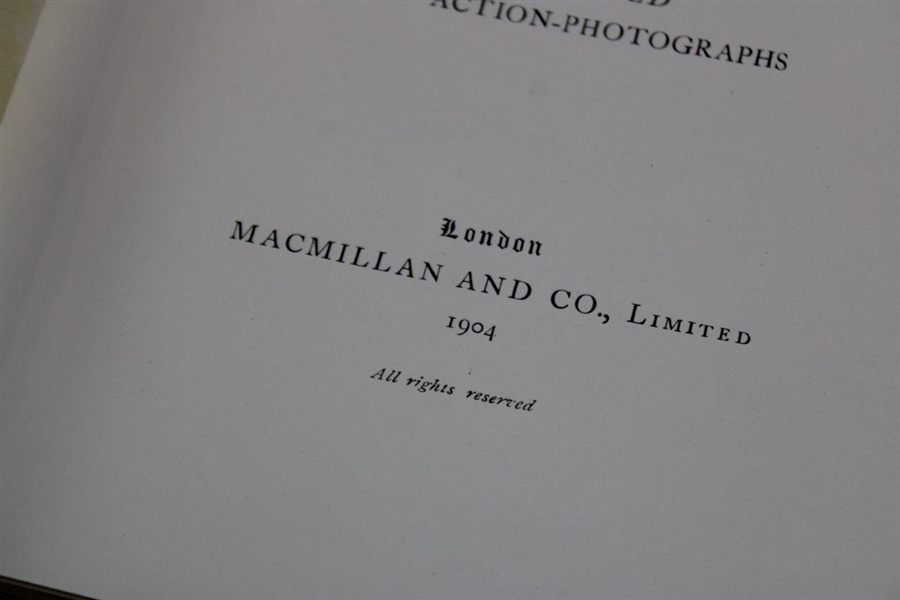 ACTION-PHOTOGRAPHS
London
MACMILLAN AND CO., LIMITED
1904
All rights reserved